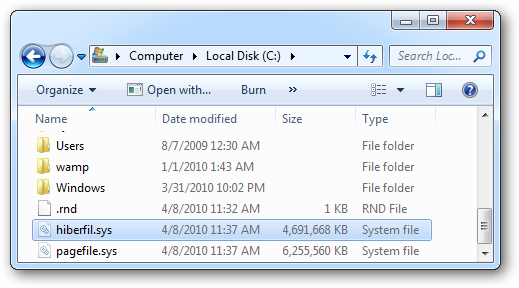 Computer Local Disk (C:) Search Loc...
Organize Open with... Burn »
Name Date modified Size Type
Users 8/7/2009 12:30 AM File folder
wamp 1/1/2010 1:43 AM File folder
Windows 3/31/2010 10:02 PM File folder
.rnd 4/8/2010 11:32 AM 1 KB RND File
hiberfil.sys 4/8/2010 11:37 AM 4,691,668 KB System file
pagefile.sys 4/8/2010 11:37 AM 6,255,560 KB System file